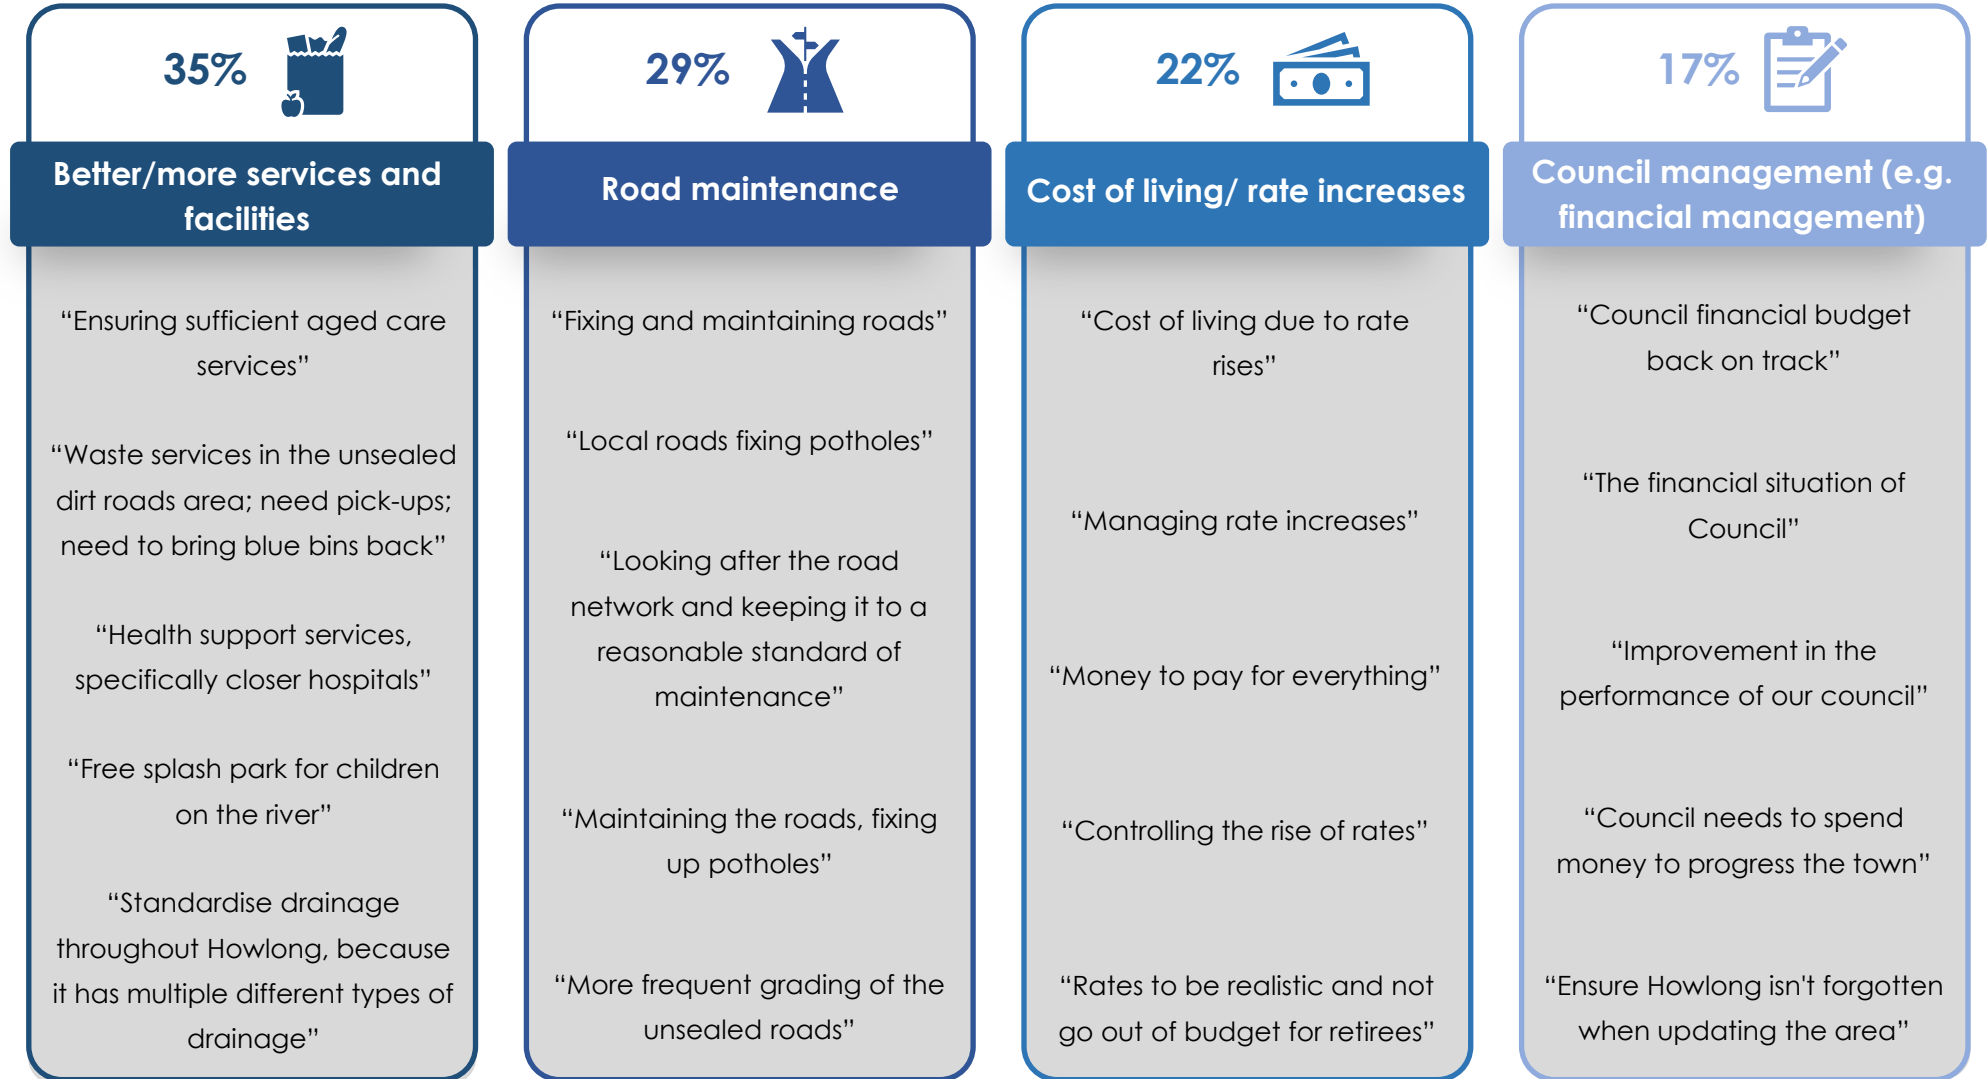 35%
Better/more services and
facilities
“Ensuring sufficient aged care
services”
“Waste services in the unsealed
dirt roads area; need pick-ups;
need to bring blue bins back”
“Health support services,
specifically closer hospitals”
“Free splash park for children
on the river”
“Standardise drainage
throughout Howlong, because
it has multiple different types of
drainage”
29%
Road maintenance
“Fixing and maintaining roads”
“Local roads fixing potholes”
“Looking after the road
network and keeping it to a
reasonable standard of
maintenance”
“Maintaining the roads, fixing
up potholes”
“More frequent grading of the
unsealed roads”
22%
Cost of living/ rate increases
“Cost of living due to rate
rises”
“Managing rate increases”
“Money to pay for everything”
“Controlling the rise of rates”
“Rates to be realistic and not
go out of budget for retirees”
17%
Council management (e.g.
financial management)
“Council financial budget
back on track”
“The financial situation of
Council”
“Improvement in the
performance of our council”
“Council needs to spend
money to progress the town”
“Ensure Howlong isn't forgotten
when updating the area”